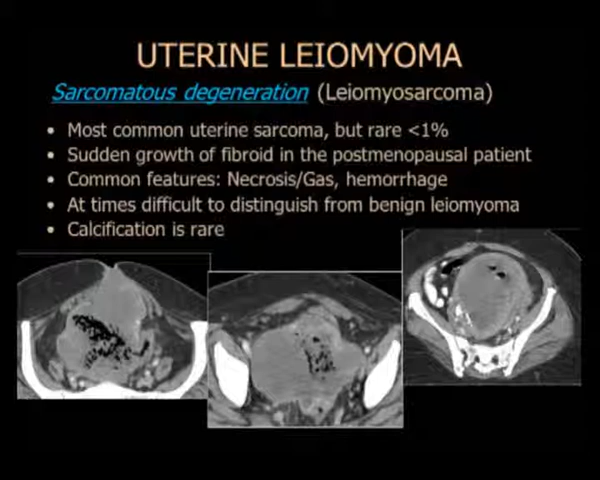 UTERINE LEIOMYOMA
Sarcomatous degeneration (Leiomyosarcoma)
• Most common uterine sarcoma, but rare <1%
• Sudden growth of fibroid in the postmenopausal patient
• Common features: Necrosis/Gas, hemorrhage
• At times difficult to distinguish from benign leiomyoma
• Calcification is rare